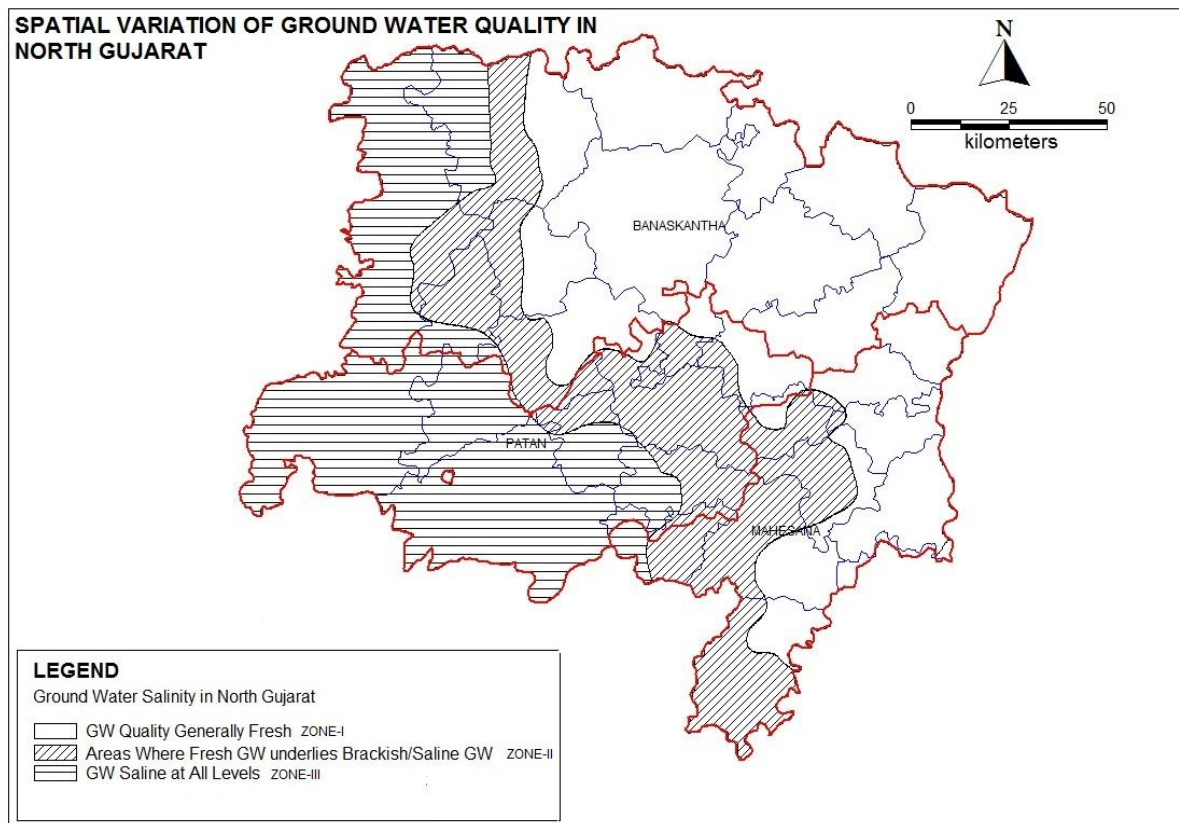 SPATIAL VARIATION OF GROUND WATER QUALITY IN
NORTH GUJARAT
N
0 25 50
kilometers
BANASKANTHA
PATAN
MAHESANA
LEGEND
Ground Water Salinity in North Gujarat
GW Quality Generally Fresh ZONE-I
Areas Where Fresh GW underlies Brackish/Saline GW ZONE-II
GW Saline at All Levels ZONE-III